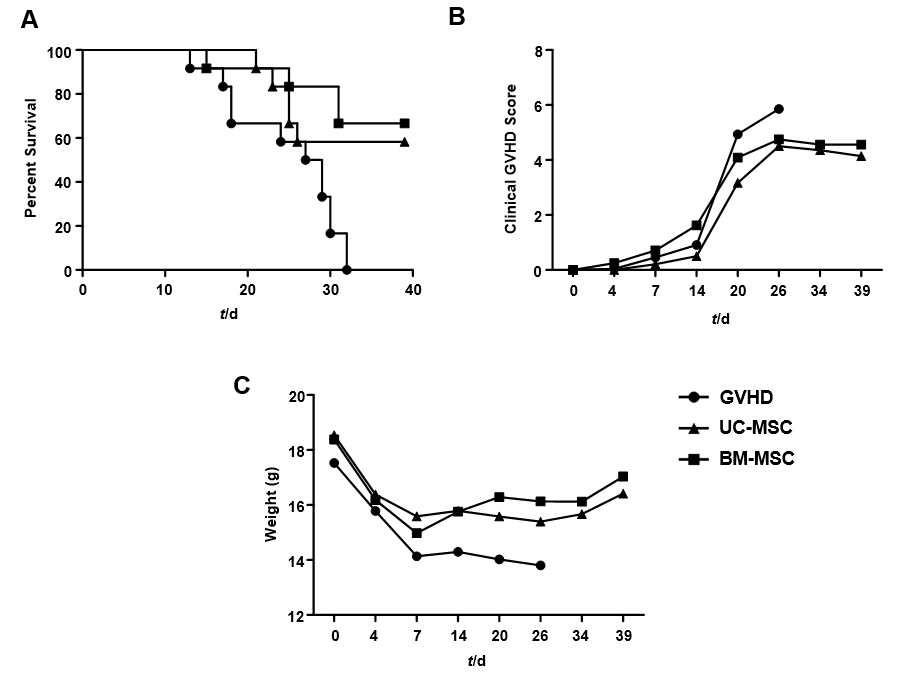 A
Percent Survival
100
80
60
40
20
0
0 10 20 30 40
t/d
B
Clinical GVHD Score
8
6
4
2
0
0 4 7 14 20 26 34 39
t/d
C
Weight (g)
20
18
16
14
12
0 4 7 14 20 26 34 39
t/d
GVHD
UC-MSC
BM-MSC